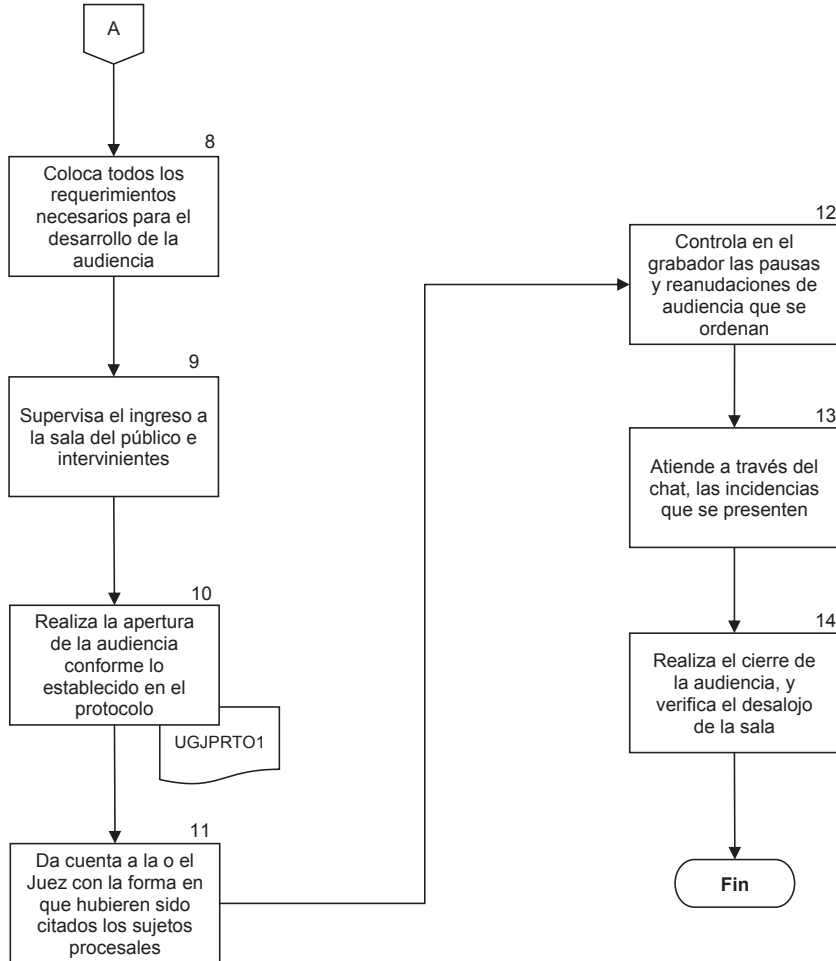 A
8
Coloca todos los
requerimientos
necesarios para el
desarrollo de la
audiencia
9
Supervisa el ingreso a
la sala del público e
intervinientes
10
Realiza la apertura
de la audiencia
conforme lo
establecido en el
protocolo
UGJPRTO1
11
Da cuenta a la o el
Juez con la forma en
que hubieren sido
citados los sujetos
procesales
12
Controla en el
grabador las pausas
y reanudaciones de
audiencia que se
ordenan
13
Atiende a través del
chat, las incidencias
que se presenten
14
Realiza el cierre de
la audiencia, y
verifica el desalojo
de la sala
Fin